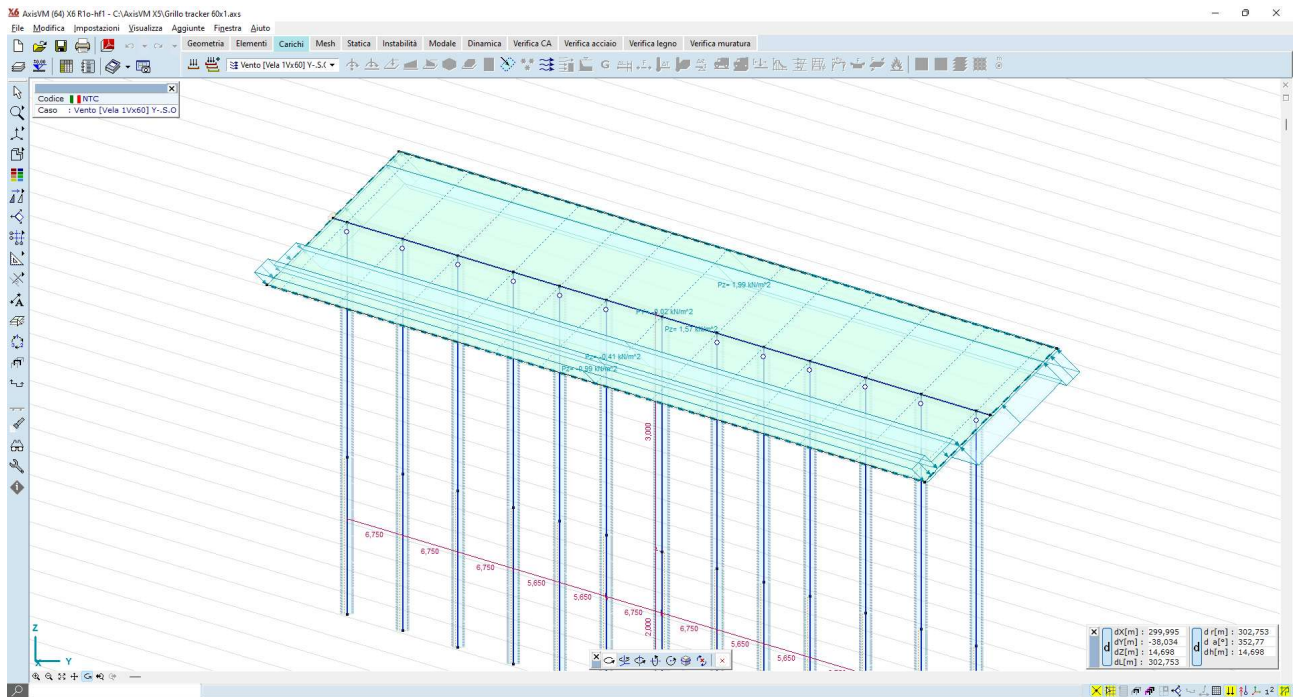 X6 AxisVM (64) X6 R1o-hf1 - C:\AxisVM X5\Grillo tracker 60x1.axs
File Modifica Impostazioni Visualizza Aggiunte Finestra Aiuto
Geometria Elementi Carichi Mesh Statica Instabilità Modale Dinamica Verifica CA Verifica acciaio Verifica legno Verifica muratura
Vento [Vela 1Vx60] Y-.S.(
Codice NTC
Caso : Vento [Vela 1Vx60] Y-.S.O
Pz= 1,99 kN/m^2
Pz= 1,57 kN/m^2
Pz= -0,41 kN/m^2
Pz= -0,99 kN/m^2
3,000
6,750
6,750
6,750
5,650
5,650
6,750
2,000
6,750
5,650
5,650
Z
Y
dX[m] : 299,995
dY[m] : -38,034
dZ[m] : 14,698
dL[m] : 302,753
d
d r[m] : 302,753
d a[°] : 352,77
dh[m] : 14,698
d